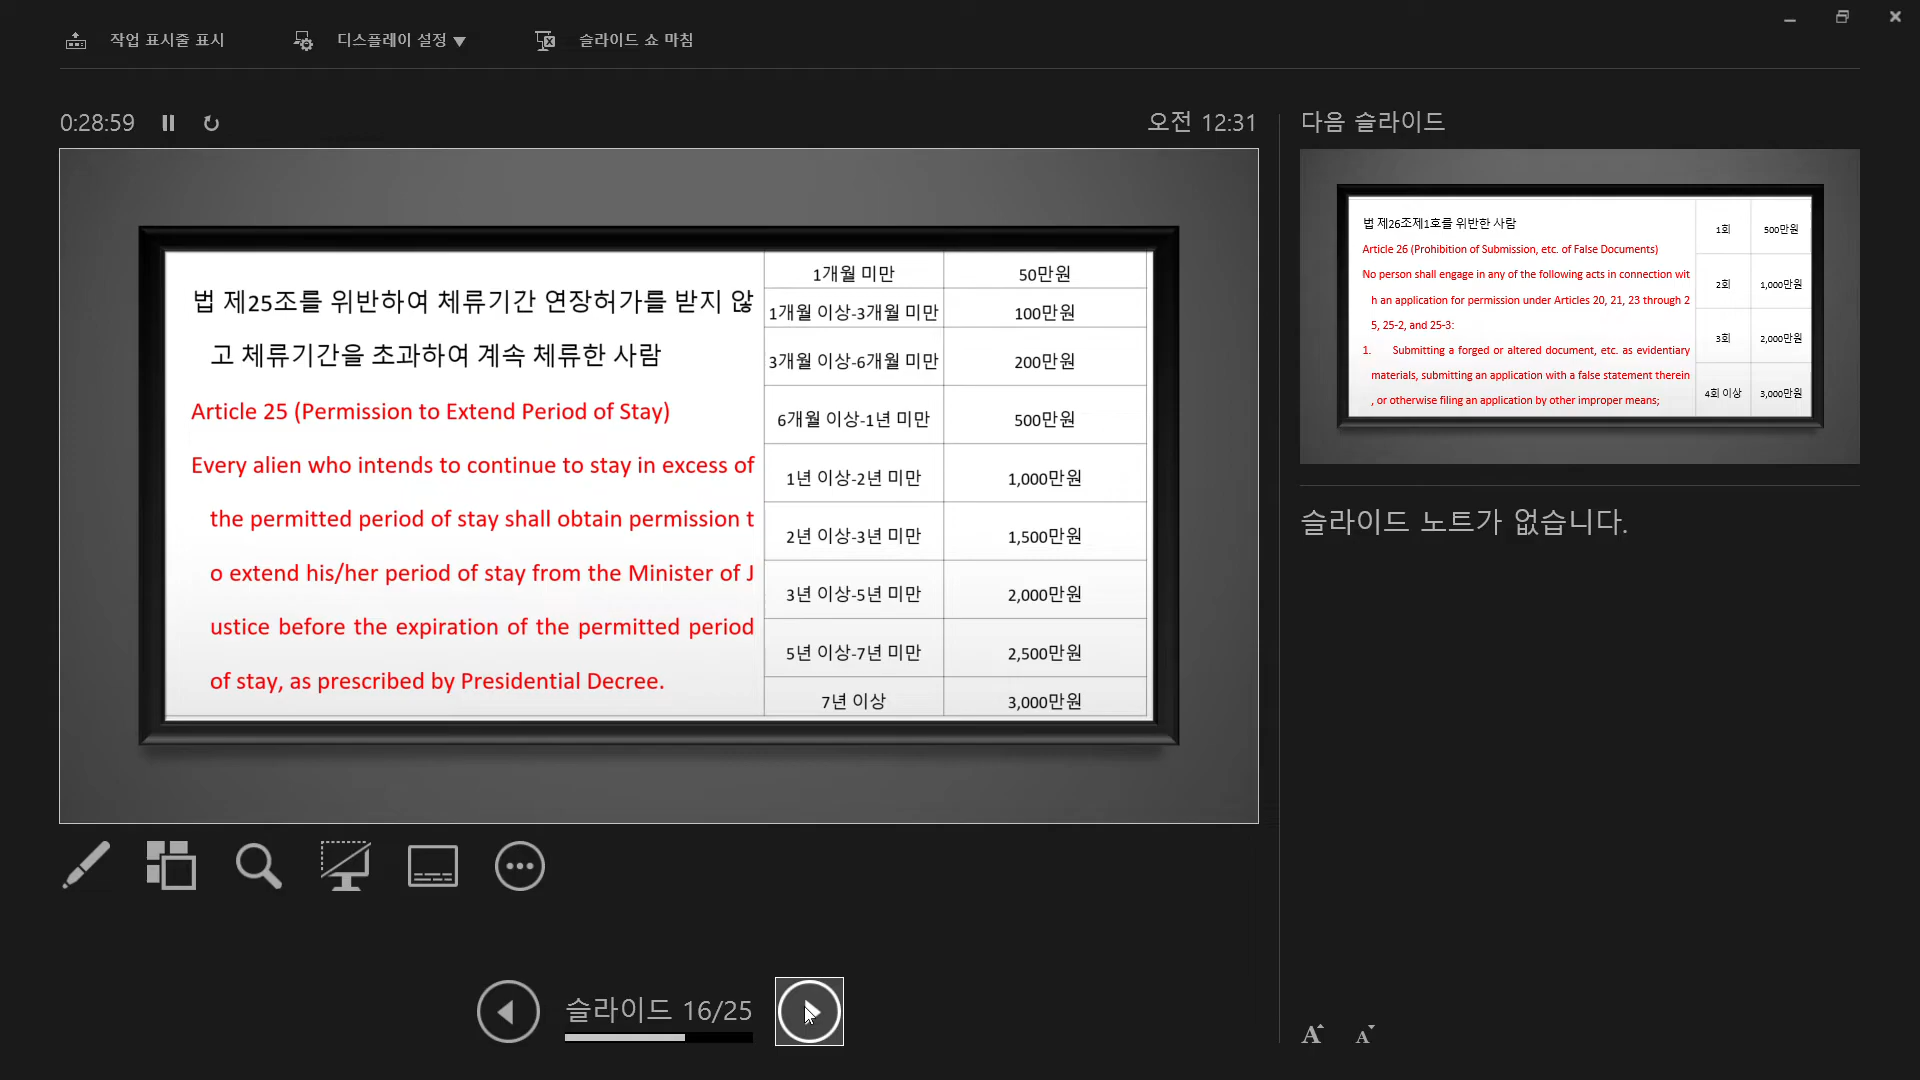 작업 표시줄 표시
디스플레이 설정 ▼
슬라이드 쇼 마침
0:28:59
오전 12:31
법 제25조를 위반하여 체류기간 연장허가를 받지 않
고 체류기간을 초과하여 계속 체류한 사람
Article 25 (Permission to Extend Period of Stay)
Every alien who intends to continue to stay in excess of
the permitted period of stay shall obtain permission t
o extend his/her period of stay from the Minister of J
ustice before the expiration of the permitted period
of stay, as prescribed by Presidential Decree.
1개월 미만 50만원
1개월 이상-3개월 미만 100만원
3개월 이상-6개월 미만 200만원
6개월 이상-1년 미만 500만원
1년 이상-2년 미만 1,000만원
2년 이상-3년 미만 1,500만원
3년 이상-5년 미만 2,000만원
5년 이상-7년 미만 2,500만원
7년 이상 3,000만원
슬라이드 16/25
다음 슬라이드
법 제26조제1호를 위반한 사람
Article 26 (Prohibition of Submission, etc. of False Documents)
No person shall engage in any of the following acts in connection wit
h an application for permission under Articles 20, 21, 23 through 2
5, 25-2, and 25-3:
1. Submitting a forged or altered document, etc. as evidentiary
materials, submitting an application with a false statement therein
, or otherwise filing an application by other improper means;
1회 500만원
2회 1,000만원
3회 2,000만원
4회 이상 3,000만원
슬라이드 노트가 없습니다.
A A